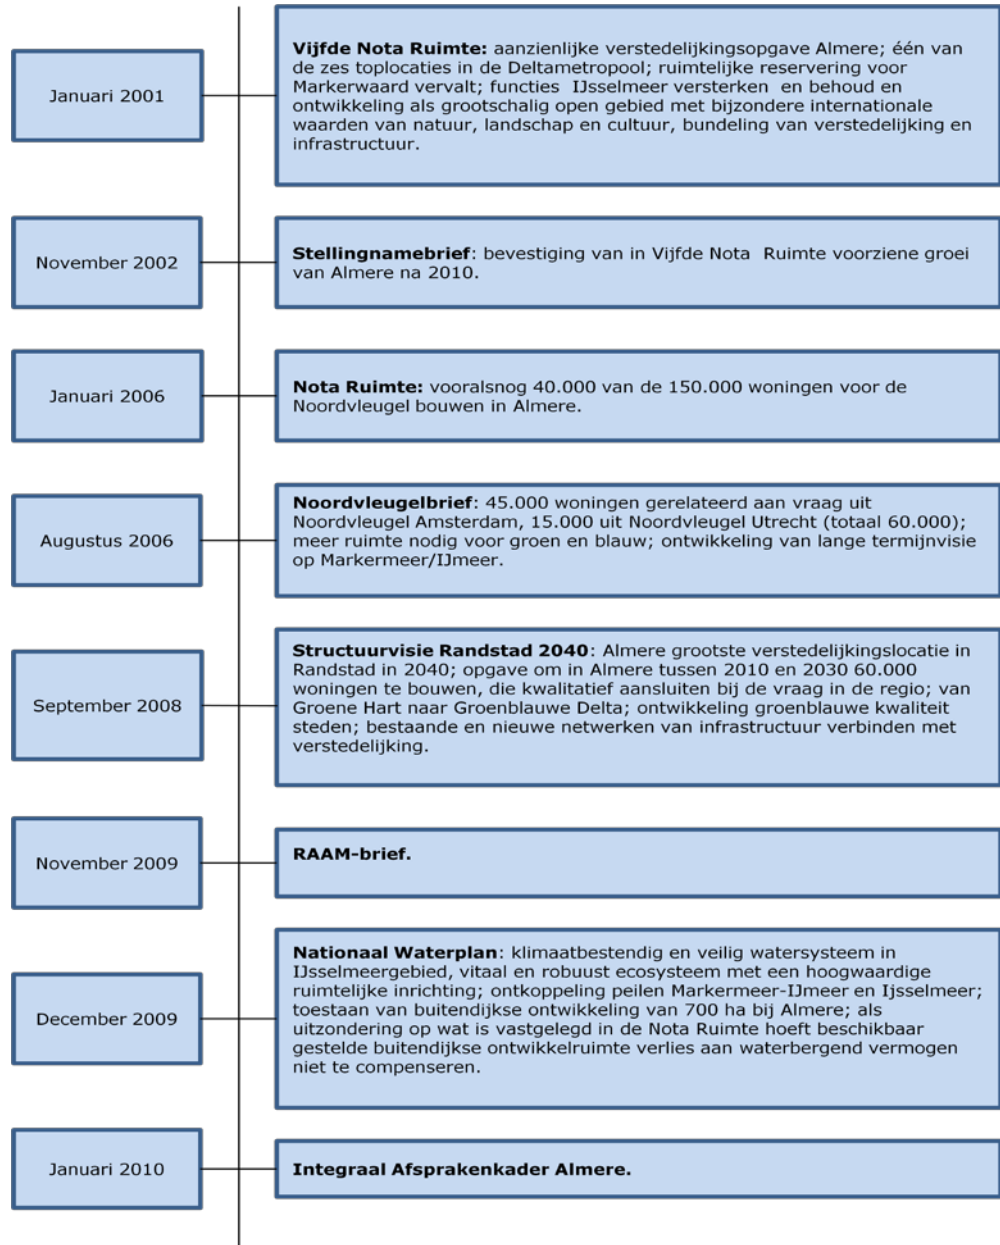 Januari 2001
Vijfde Nota Ruimte: aanzienlijke verstedelijkingsopgave Almere; één van
de zes toplocaties in de Deltametropool; ruimtelijke reservering voor
Markerwaard vervalt; functies IJsselmeer versterken en behoud en
ontwikkeling als grootschalig open gebied met bijzondere internationale
waarden van natuur, landschap en cultuur, bundeling van verstedelijking en
infrastructuur.
November 2002
Stellingnamebrief: bevestiging van in Vijfde Nota Ruimte voorziene groei
van Almere na 2010.
Januari 2006
Nota Ruimte: vooralsnog 40.000 van de 150.000 woningen voor de
Noordvleugel bouwen in Almere.
Augustus 2006
Noordvleugelbrief: 45.000 woningen gerelateerd aan vraag uit
Noordvleugel Amsterdam, 15.000 uit Noordvleugel Utrecht (totaal 60.000);
meer ruimte nodig voor groen en blauw; ontwikkeling van lange termijnvisie
op Markermeer/IJmeer.
September 2008
Structuurvisie Randstad 2040: Almere grootste verstedelijkingslocatie in
Randstad in 2040; opgave om in Almere tussen 2010 en 2030 60.000
woningen te bouwen, die kwalitatief aansluiten bij de vraag in de regio; van
Groene Hart naar Groenblauwe Delta; ontwikkeling groenblauwe kwaliteit
steden; bestaande en nieuwe netwerken van infrastructuur verbinden met
verstedelijking.
November 2009
RAAM-brief.
December 2009
Nationaal Waterplan: klimaatbestendig en veilig watersysteem in
IJsselmeergebied, vitaal en robuust ecosysteem met een hoogwaardige
ruimtelijke inrichting; ontkoppeling peilen Markermeer-IJmeer en Ijsselmeer;
toestaan van buitendijkse ontwikkeling van 700 ha bij Almere; als
uitzondering op wat is vastgelegd in de Nota Ruimte hoeft beschikbaar
gestelde buitendijkse ontwikkelruimte verlies aan waterbergend vermogen
niet te compenseren.
Januari 2010
Integraal Afsprakenkader Almere.